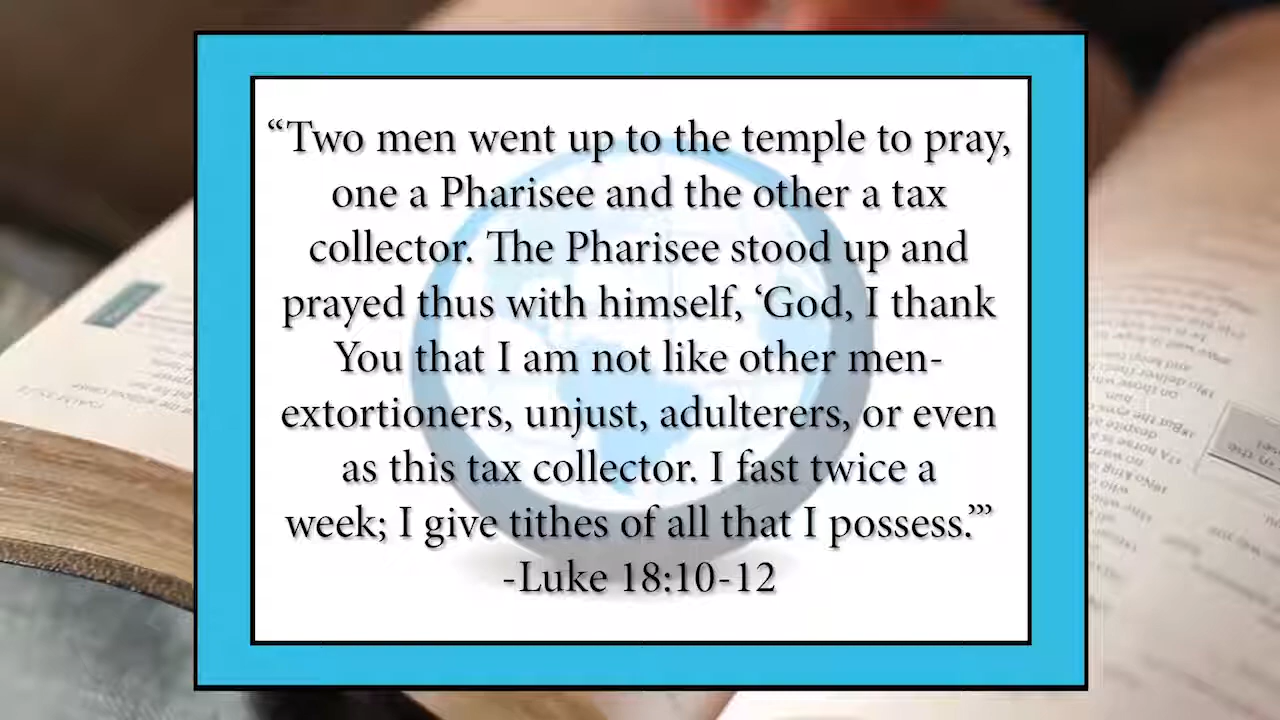 “Two men went up to the temple to pray,
one a Pharisee and the other a tax
collector. The Pharisee stood up and
prayed thus with himself, ‘God, I thank
You that I am not like other men-
extortioners, unjust, adulterers, or even
as this tax collector. I fast twice a
week; I give tithes of all that I possess.’”
-Luke 18:10-12